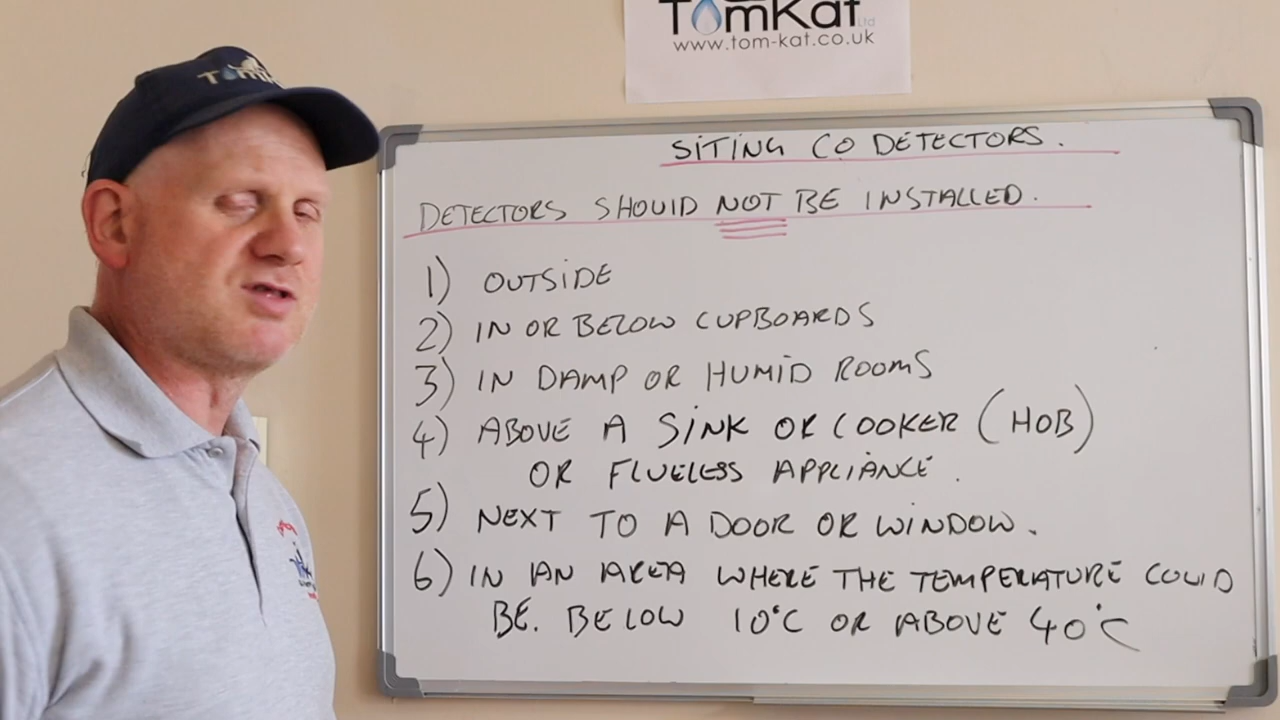 TomKat Ltd
www.tom-kat.co.uk
SITING CO DETECTORS.
DETECTORS SHOULD NOT BE INSTALLED.
1) OUTSIDE
2) IN OR BELOW CUPBOARDS
3) IN DAMP OR HUMID ROOMS
4) ABOVE A SINK OR COOKER (HOB)
OR FLUELESS APPLIANCE.
5) NEXT TO A DOOR OR WINDOW.
6) IN AN AREA WHERE THE TEMPERATURE COULD
BE. BELOW 10°C OR ABOVE 40°C